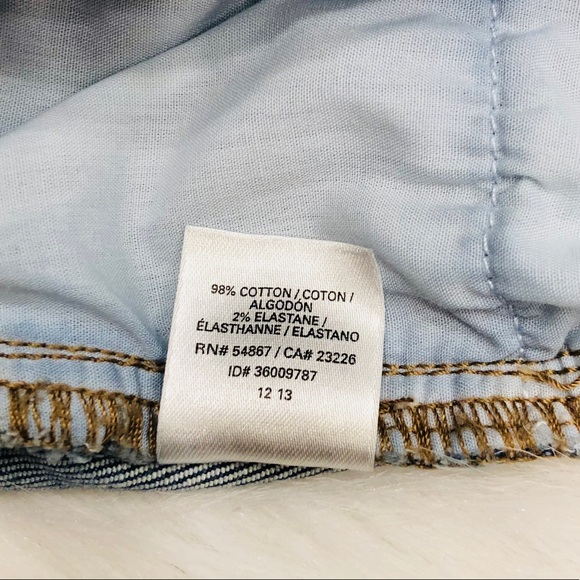 98% COTTON / COTON /
ALGODÓN
2% ELASTANE /
ÉLASTHANNE / ELASTANO
RN# 54867 / CA# 23226
ID# 36009787
12 13